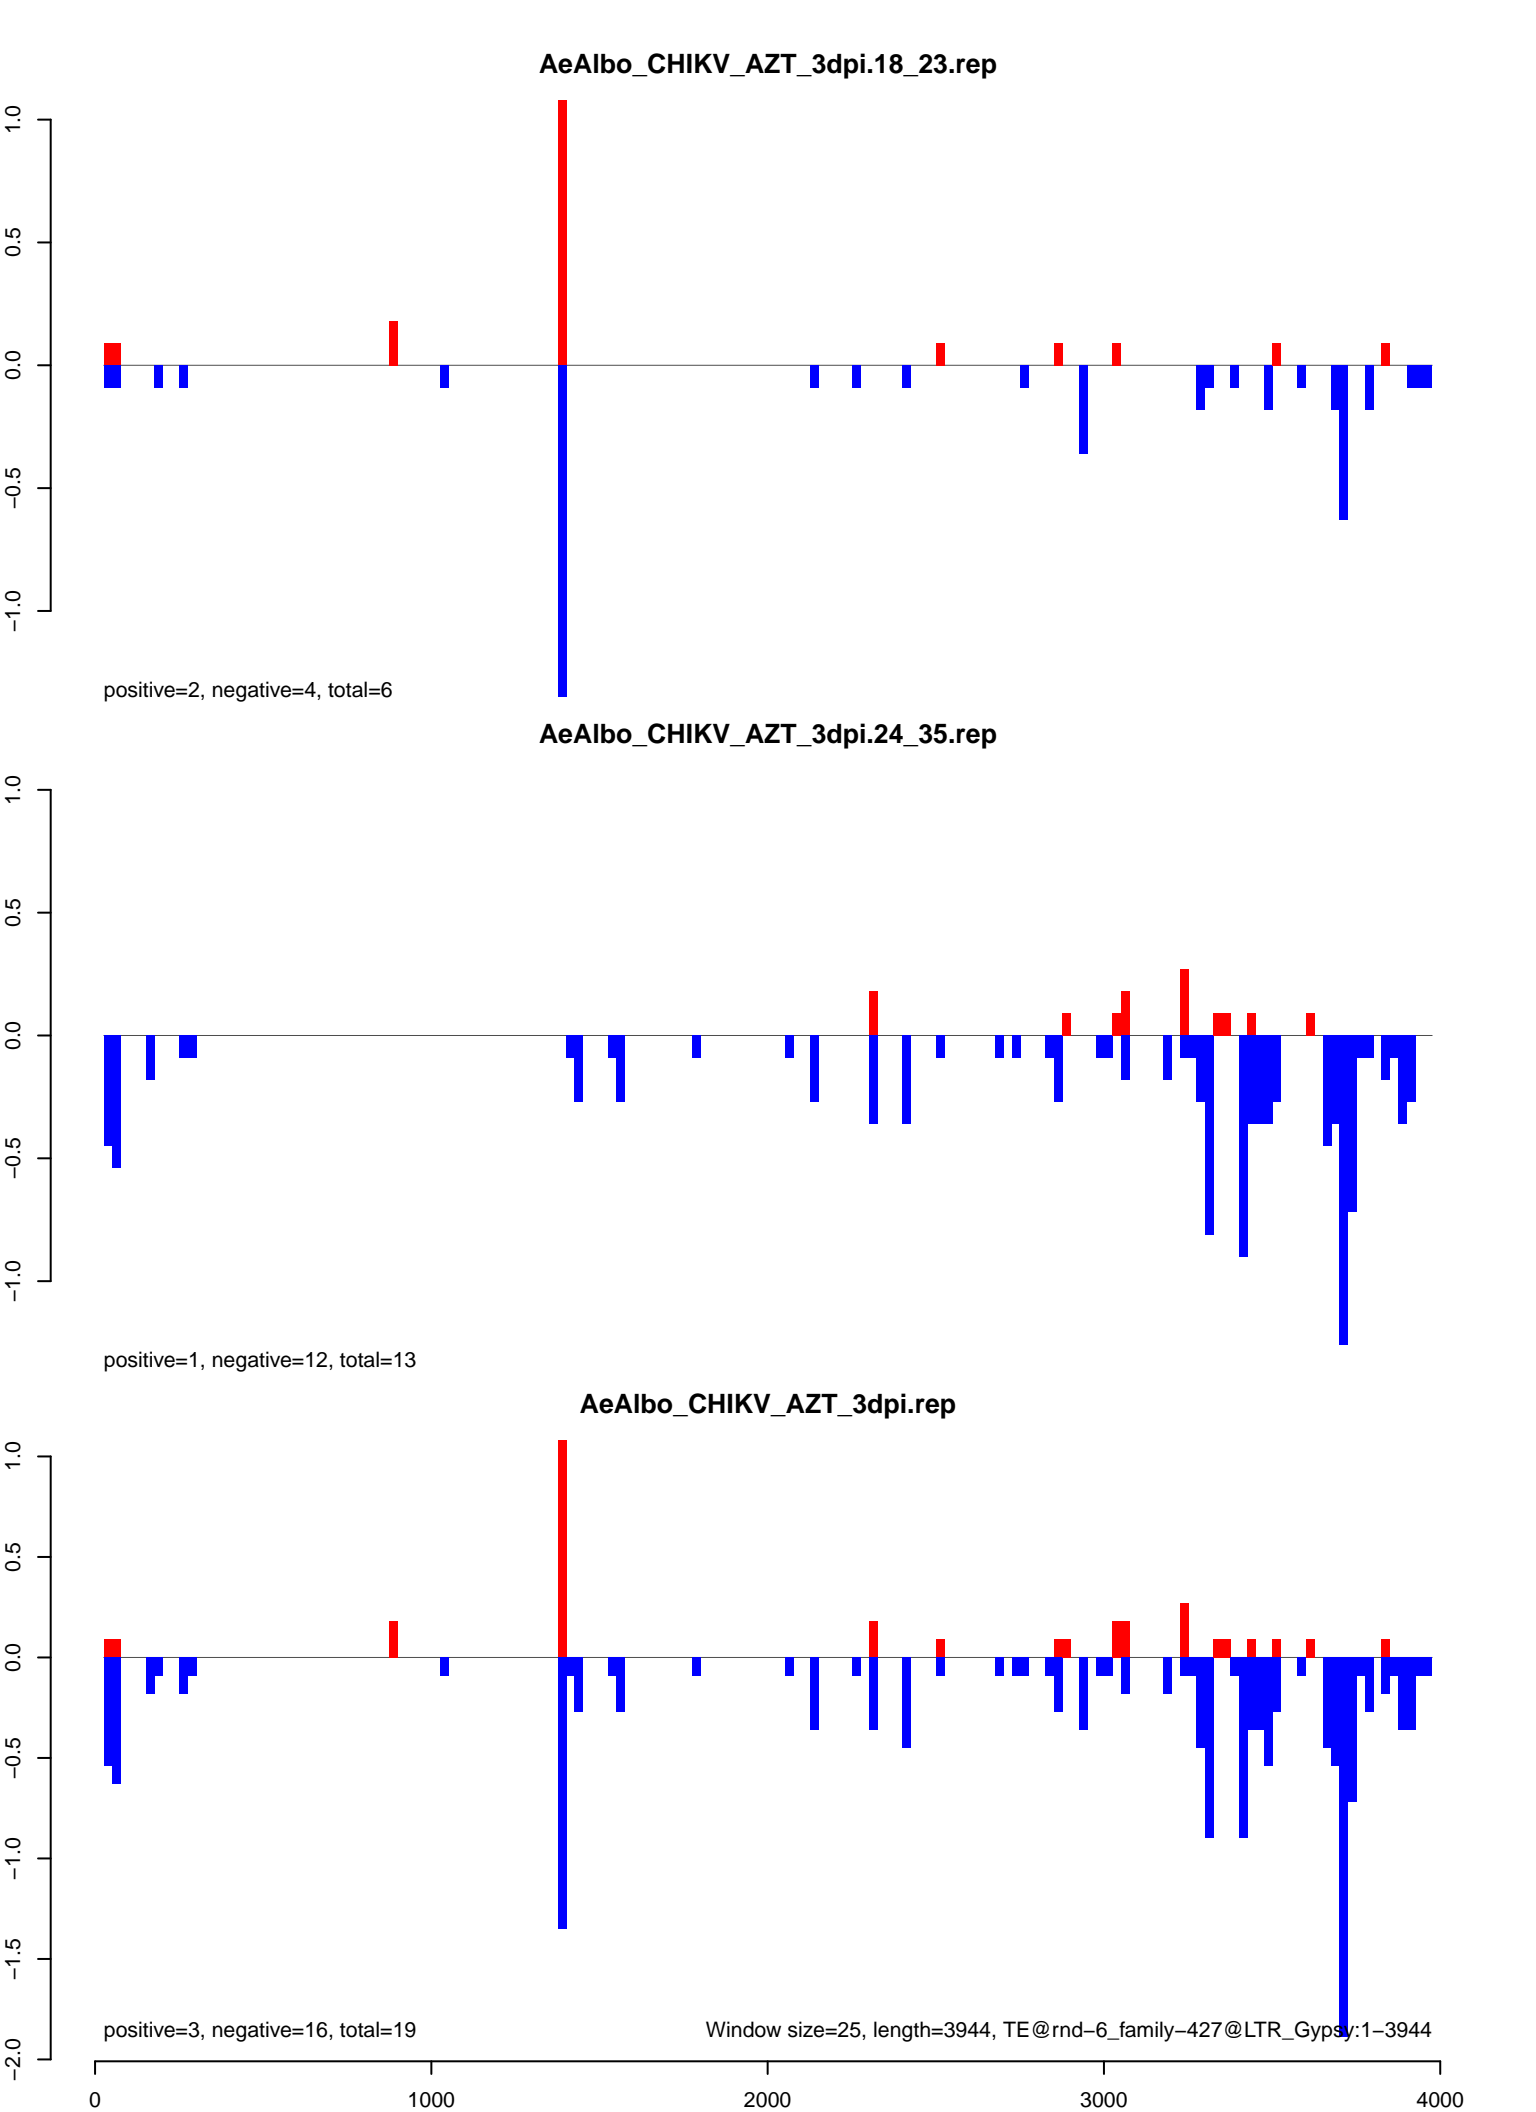 AeAlbo_CHIKV_AZT_3dpi.18_23.rep
1.0
0.5
0.0
−0.5
−1.0
positive=2, negative=4, total=6
AeAlbo_CHIKV_AZT_3dpi.24_35.rep
1.0
0.5
0.0
−0.5
−1.0
positive=1, negative=12, total=13
AeAlbo_CHIKV_AZT_3dpi.rep
1.0
0.5
0.0
−0.5
−1.0
−1.5
−2.0
positive=3, negative=16, total=19
Window size=25, length=3944, TE@rnd−6_family−427@LTR_Gypsy:1−3944
0 1000 2000 3000 4000